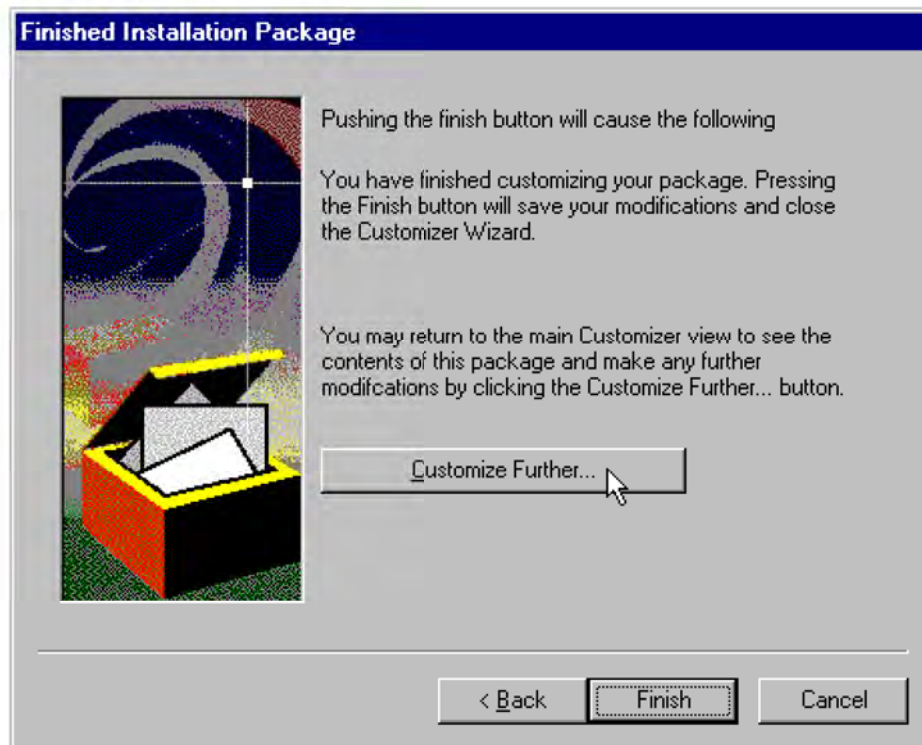 Finished Installation Package
Pushing the finish button will cause the following
You have finished customizing your package. Pressing
the Finish button will save your modifications and close
the Customizer Wizard.
You may return to the main Customizer view to see the
contents of this package and make any further
modifcations by clicking the Customize Further... button.
Customize Further...
< Back
Finish
Cancel